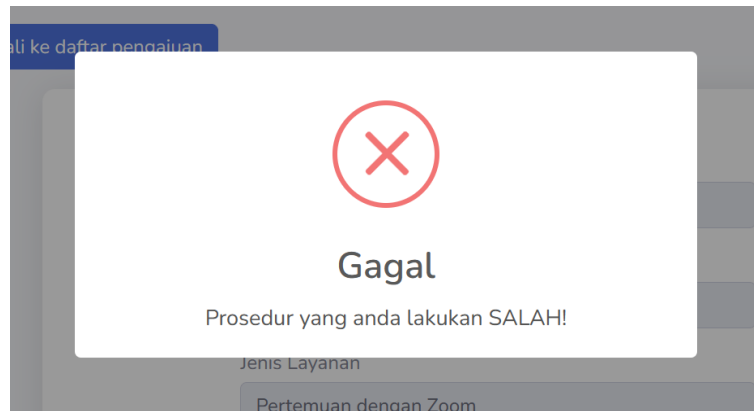 ali ke daftar pengajuan
Gagal
Prosedur yang anda lakukan SALAH!
Jenis Layanan
Pertemuan dengan Zoom